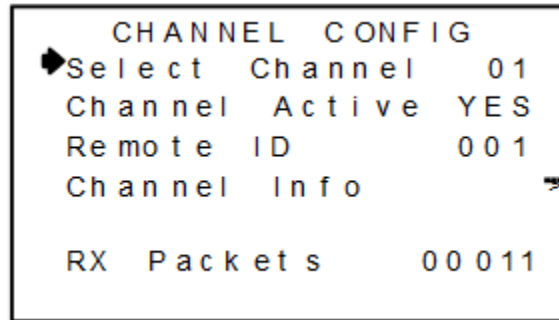 CHANNEL CONFIG
Select Channel 01
Channel Active YES
Remote ID 001
Channel Info
RX Packets 00011